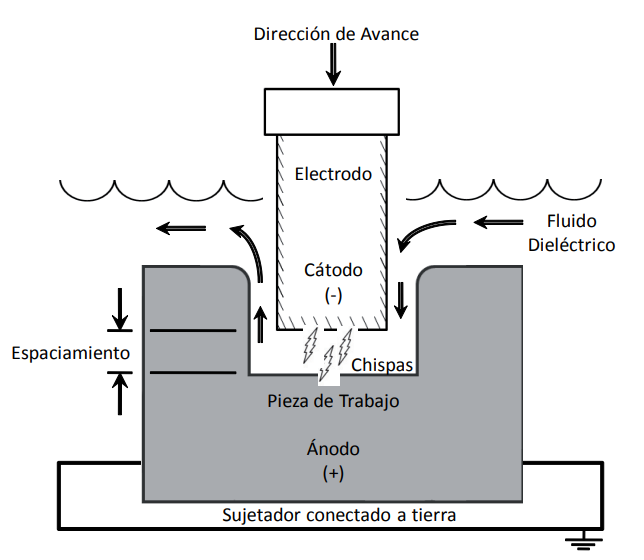 Dirección de Avance
Electrodo
Fluido
Dieléctrico
Cátodo
(-)
Espaciamiento
Chispas
Pieza de Trabajo
Ánodo
(+)
Sujetador conectado a tierra